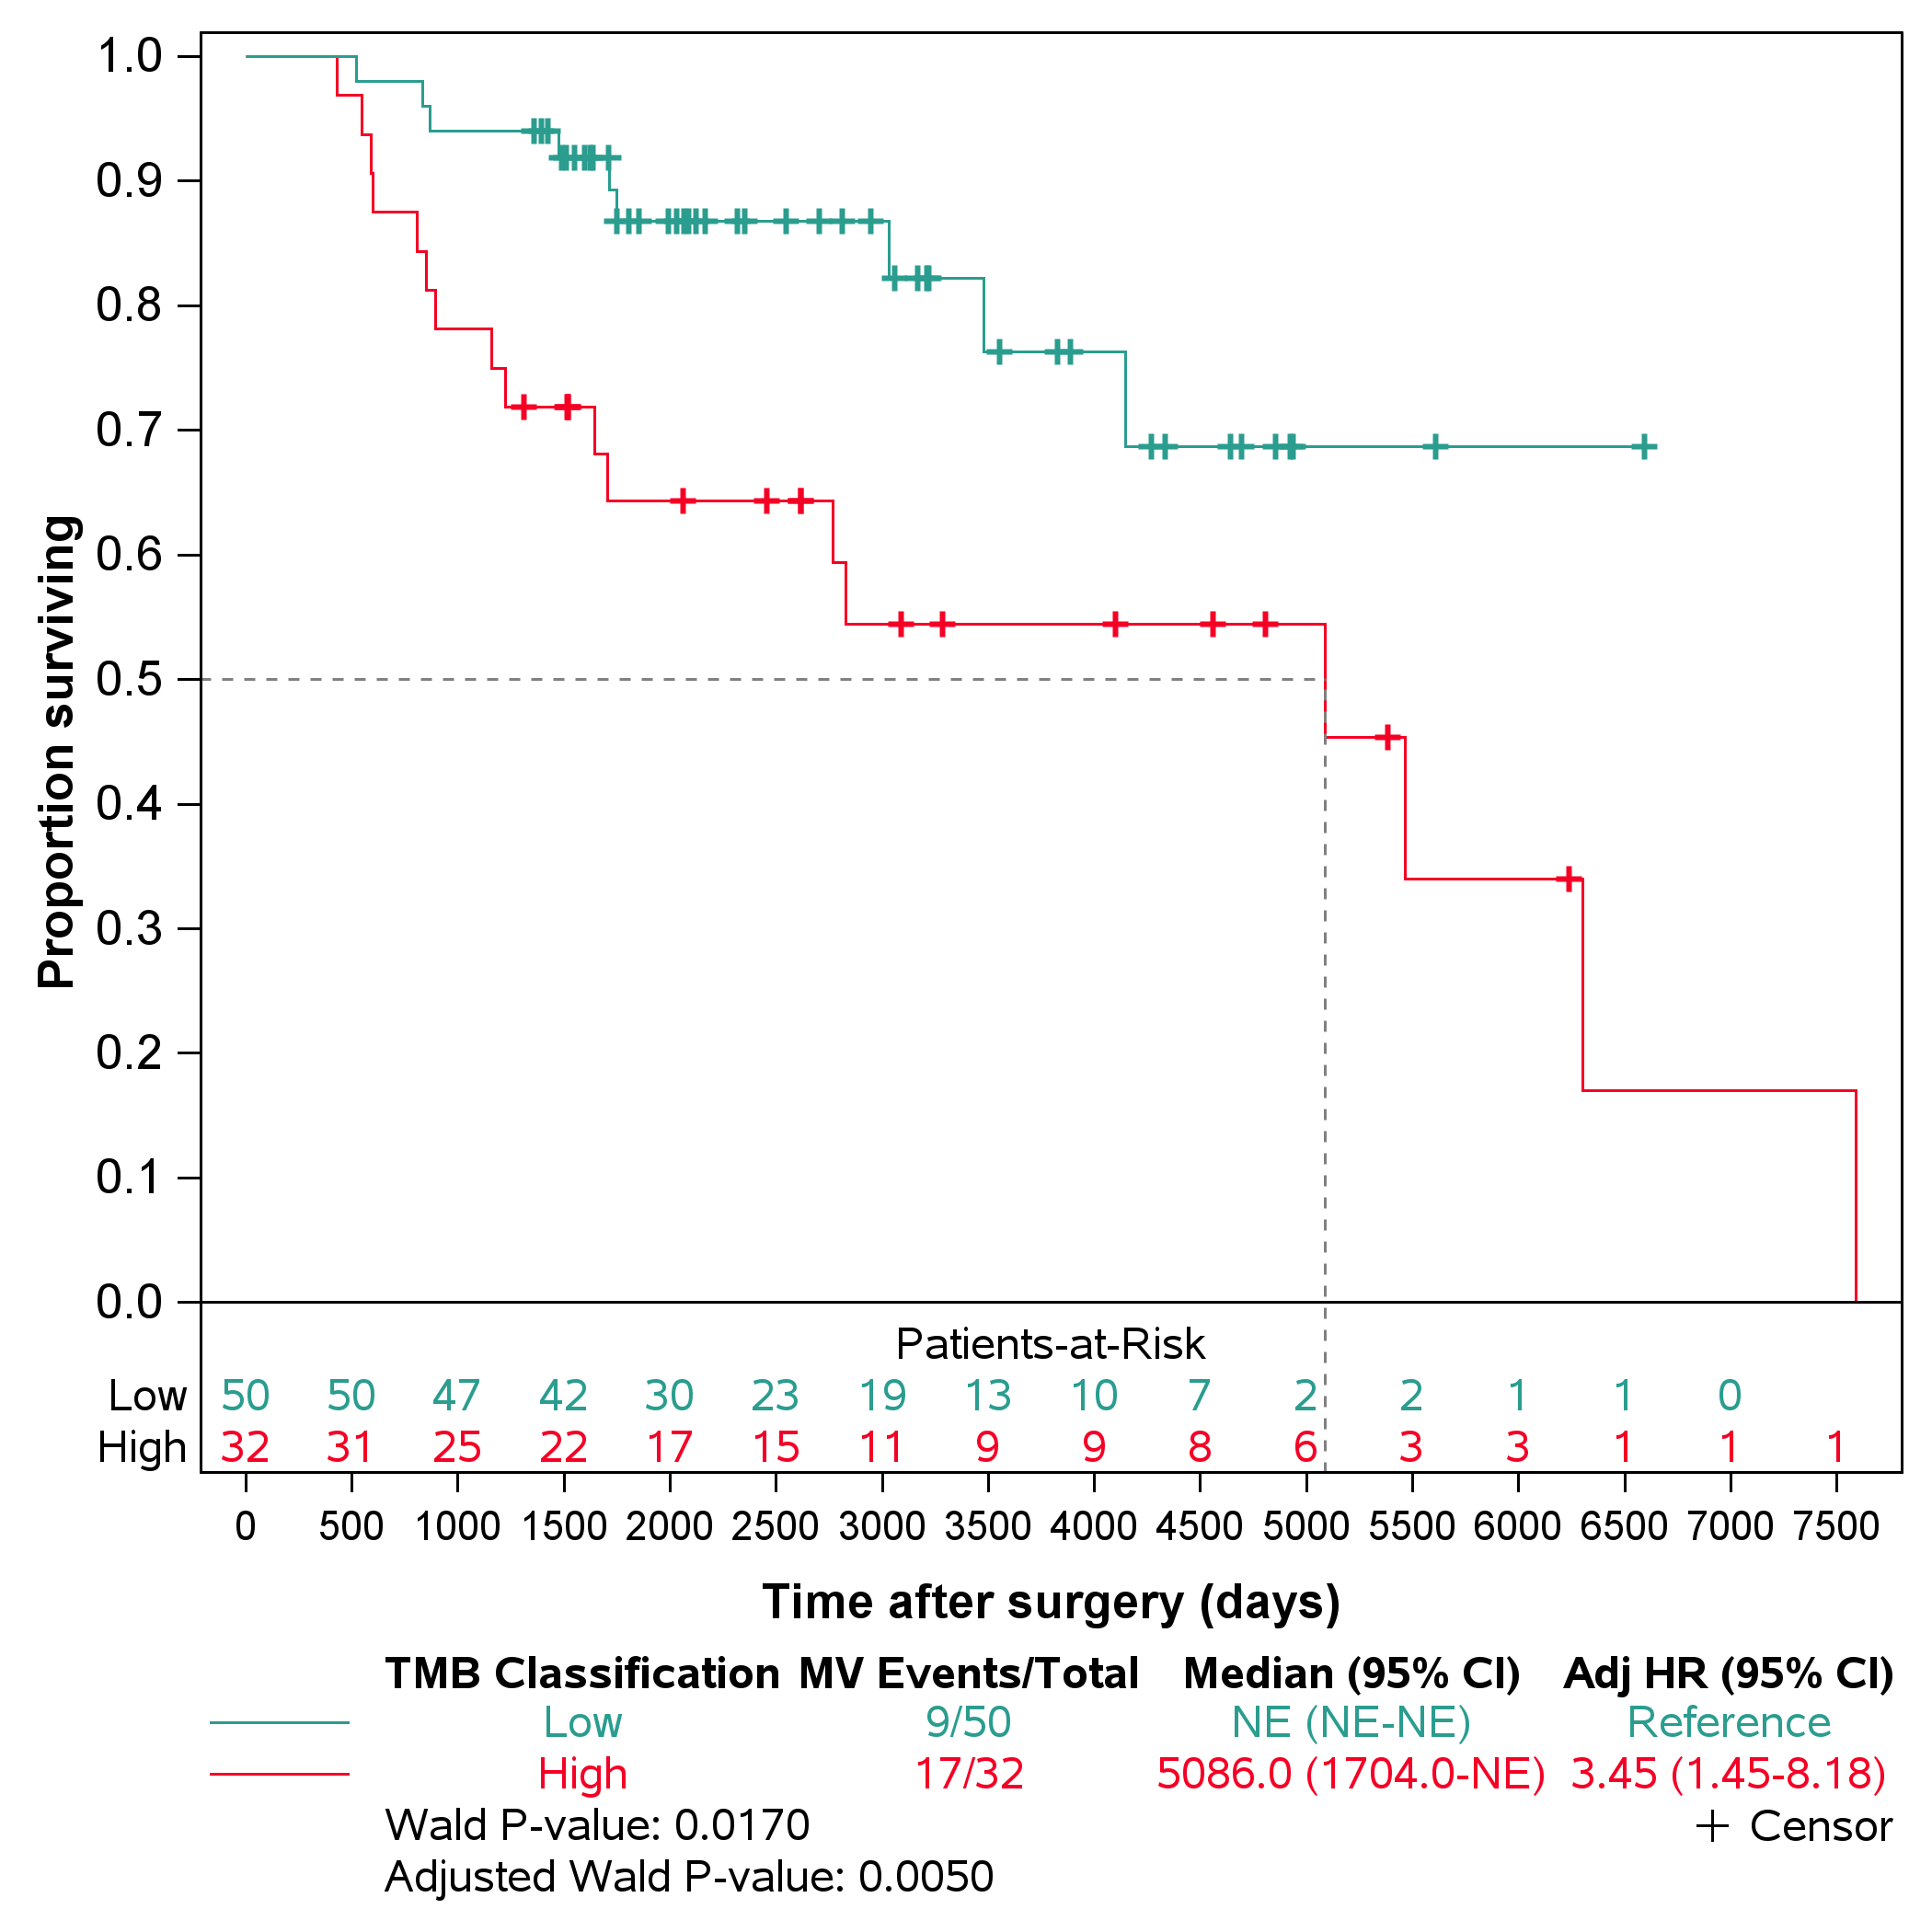 Proportion surviving
1.0
0.9
0.8
0.7
0.6
0.5
0.4
0.3
0.2
0.1
0.0
Patients-at-Risk
Low 50 50 47 42 30 23 19 13 10 7 2 2 1 1 0
High 32 31 25 22 17 15 11 9 9 8 6 3 3 1 1 1
0 500 1000 1500 2000 2500 3000 3500 4000 4500 5000 5500 6000 6500 7000 7500
Time after surgery (days)
TMB Classification MV Events/Total Median (95% CI) Adj HR (95% CI)
Low 9/50 NE (NE-NE) Reference
High 17/32 5086.0 (1704.0-NE) 3.45 (1.45-8.18)
Wald P-value: 0.0170 + Censor
Adjusted Wald P-value: 0.0050